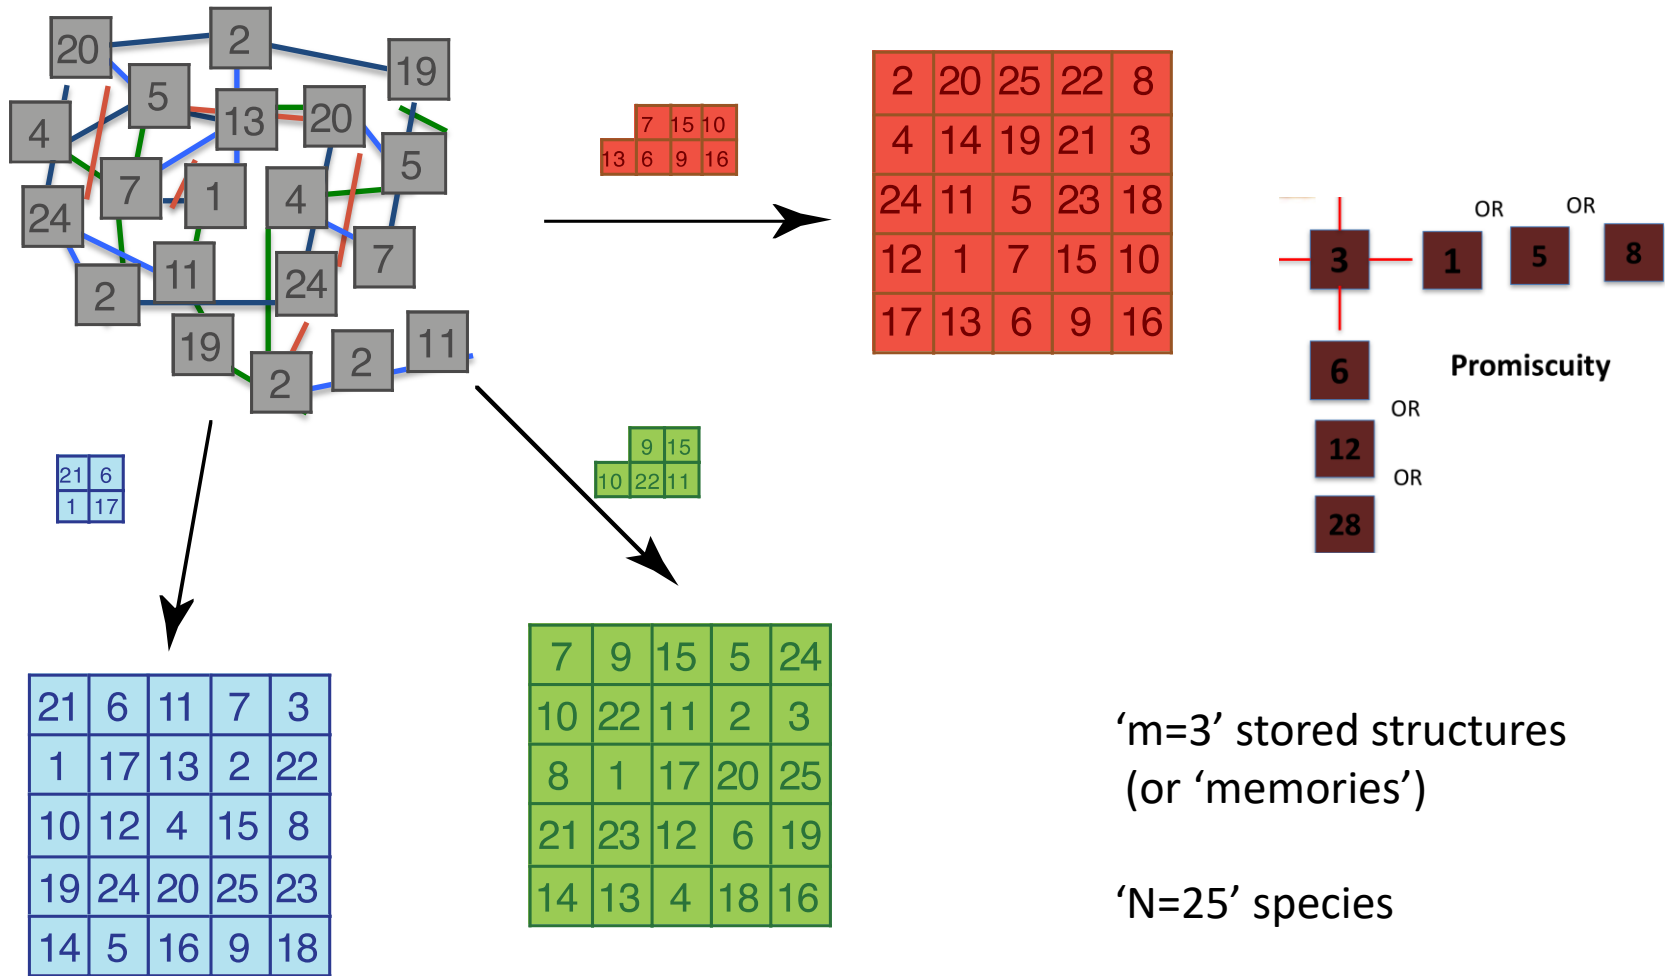 20 2 19
5 13 20
4 5
7 1 4
24 11 7
2 24
19 2 2 11
7 15 10
13 6 9 16
2 20 25 22 8
4 14 19 21 3
24 11 5 23 18
12 1 7 15 10
17 13 6 9 16
OR OR
3 1 5 8
6 Promiscuity
OR
12
OR
28
21 6
1 17
9 15
10 22 11
21 6 11 7 3
1 17 13 2 22
10 12 4 15 8
19 24 20 25 23
14 5 16 9 18
7 9 15 5 24
10 22 11 2 3
8 1 17 20 25
21 23 12 6 19
14 13 4 18 16
‘m=3’ stored structures
(or ‘memories’)
‘N=25’ species